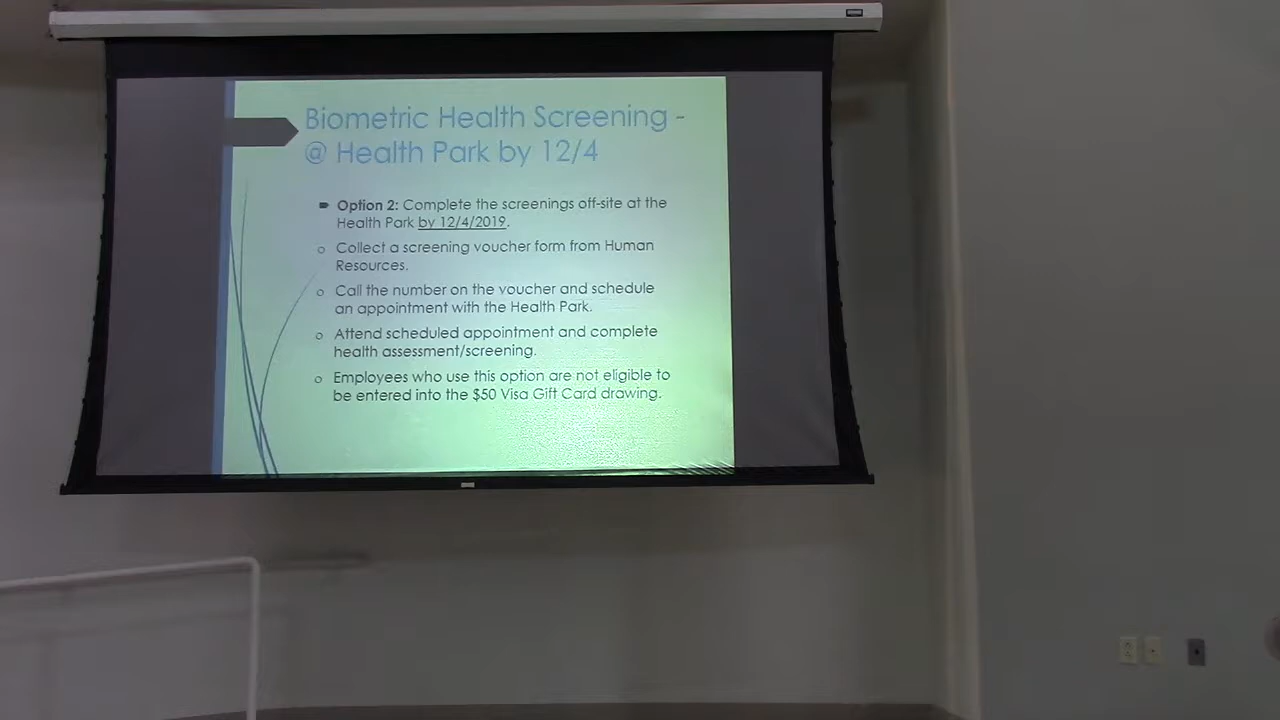 Biometric Health Screening -
@ Health Park by 12/4
Option 2: Complete the screenings off-site at the
Health Park by 12/4/2019.
Collect a screening voucher form from Human
Resources.
Call the number on the voucher and schedule
an appointment with the Health Park.
Attend scheduled appointment and complete
health assessment/screening.
Employees who use this option are not eligible to
be entered into the $50 Visa Gift Card drawing.